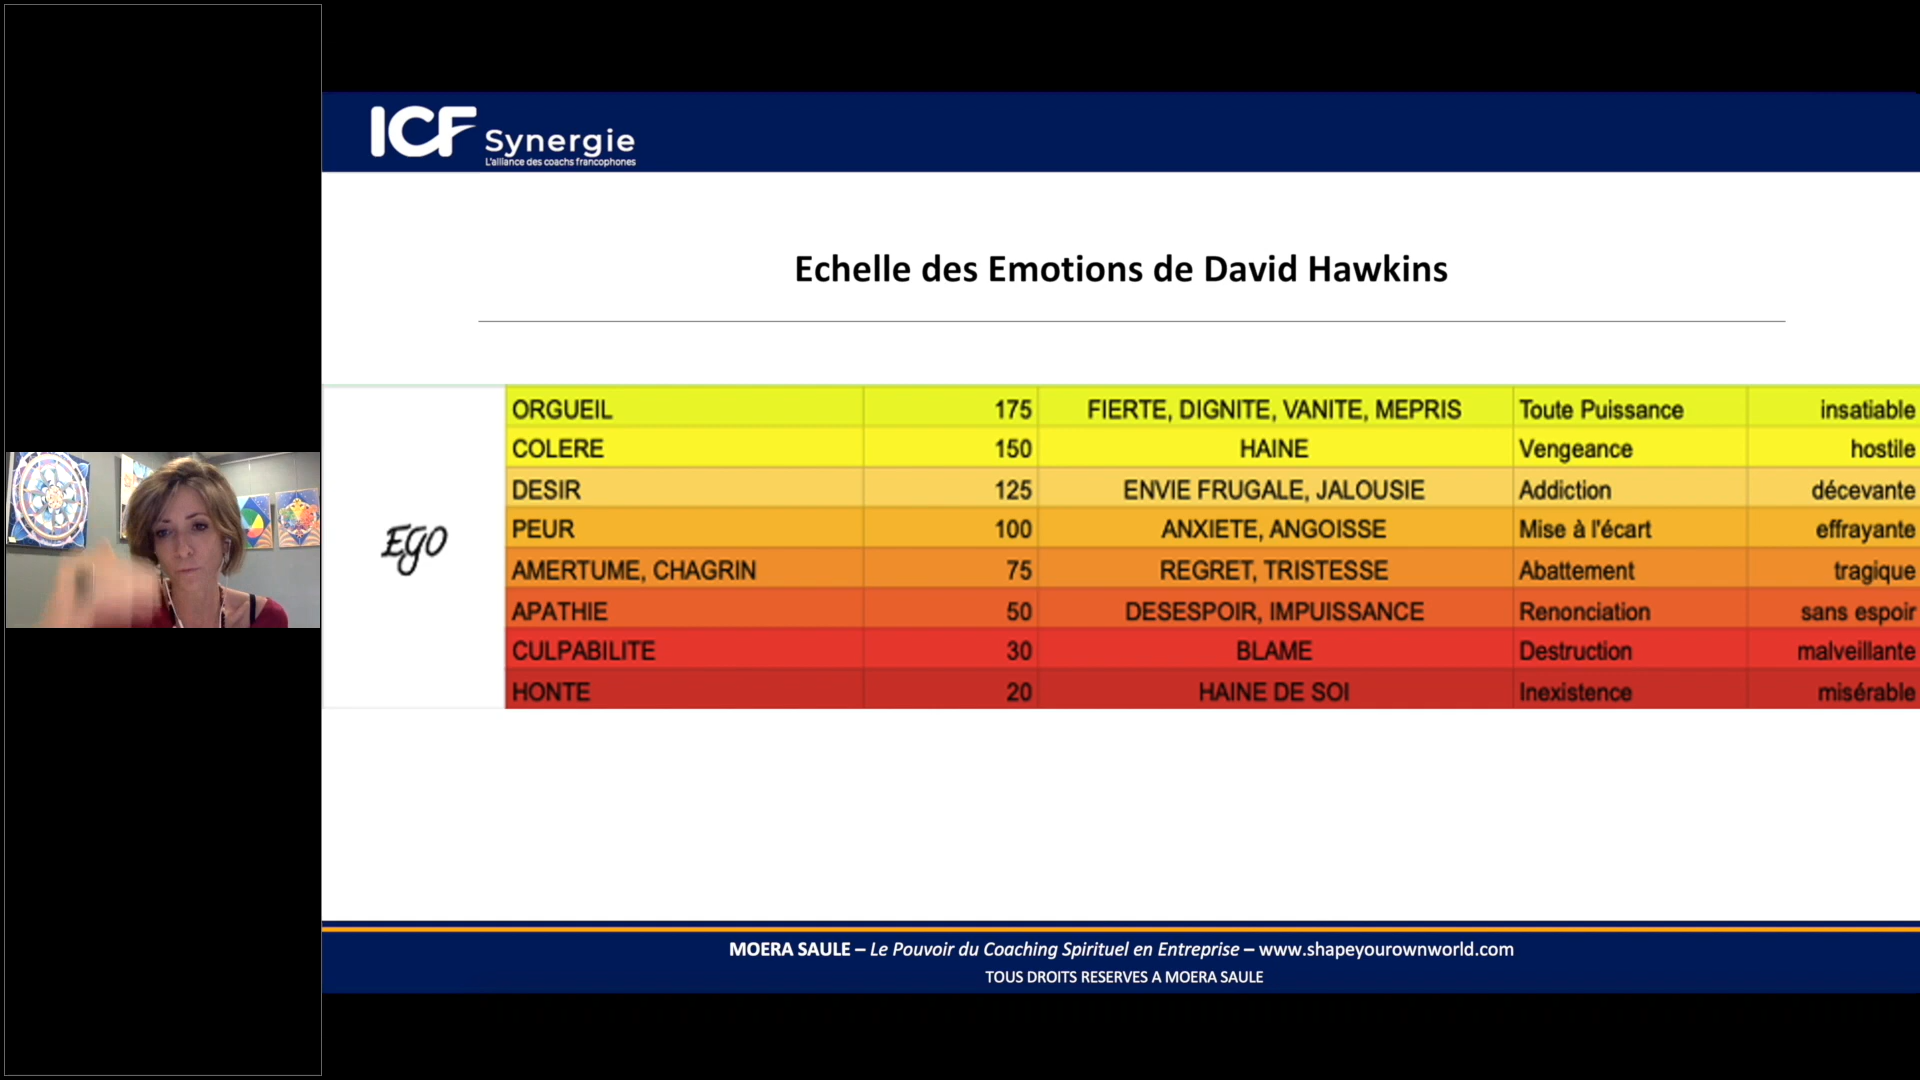 ICF Synergie
L'alliance des coachs francophones
Echelle des Emotions de David Hawkins
EGO
ORGUEIL 175 FIERTE, DIGNITE, VANITE, MEPRIS Toute Puissance insatiable
COLERE 150 HAINE Vengeance hostile
DESIR 125 ENVIE FRUGALE, JALOUSIE Addiction décevante
PEUR 100 ANXIETE, ANGOISSE Mise à l'écart effrayante
AMERTUME, CHAGRIN 75 REGRET, TRISTESSE Abattement tragique
APATHIE 50 DESESPOIR, IMPUISSANCE Renonciation sans espoir
CULPABILITE 30 BLAME Destruction malveillante
HONTE 20 HAINE DE SOI Inexistence misérable
MOERA SAULE – Le Pouvoir du Coaching Spirituel en Entreprise – www.shapeyourownworld.com
TOUS DROITS RESERVES A MOERA SAULE